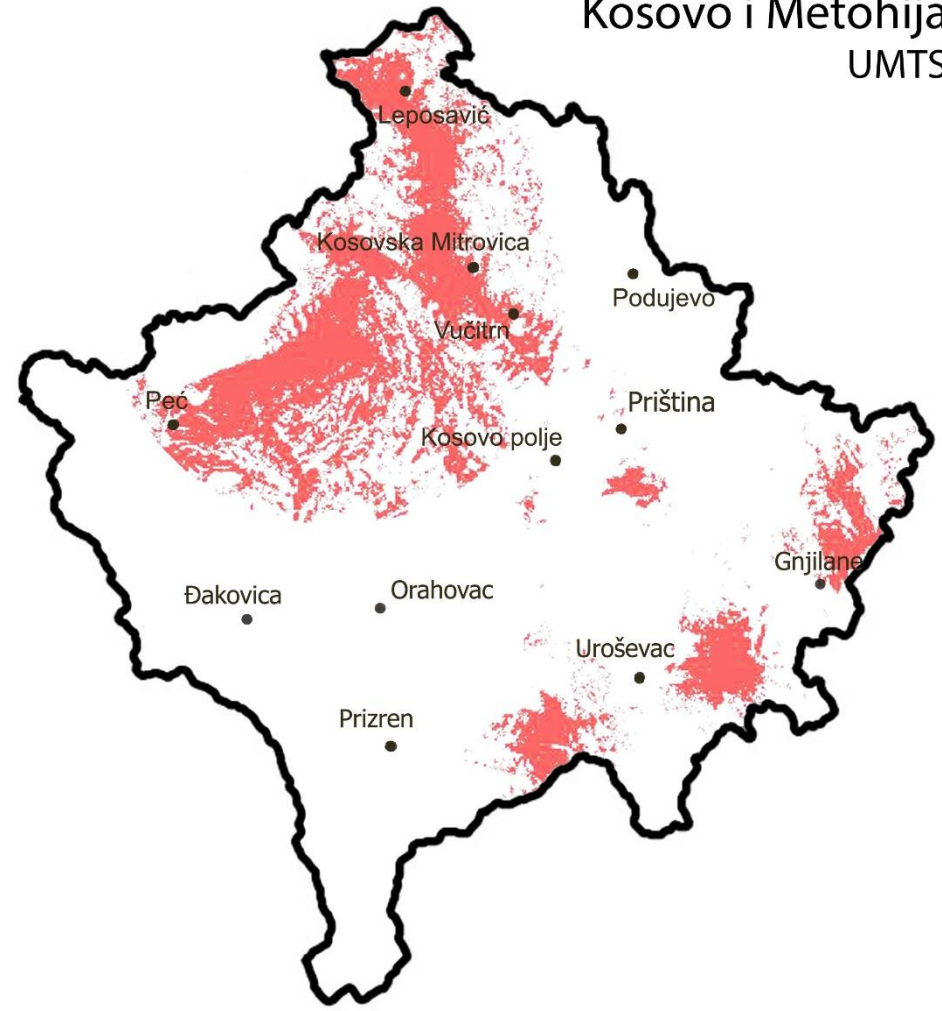 Kosovo i Metohija
UMTS
Leposavić
Kosovska Mitrovica
Podujevo
Vučitrn
Peć
Priština
Kosovo polje
Gnjilane
Đakovica
Orahovac
Uroševac
Prizren